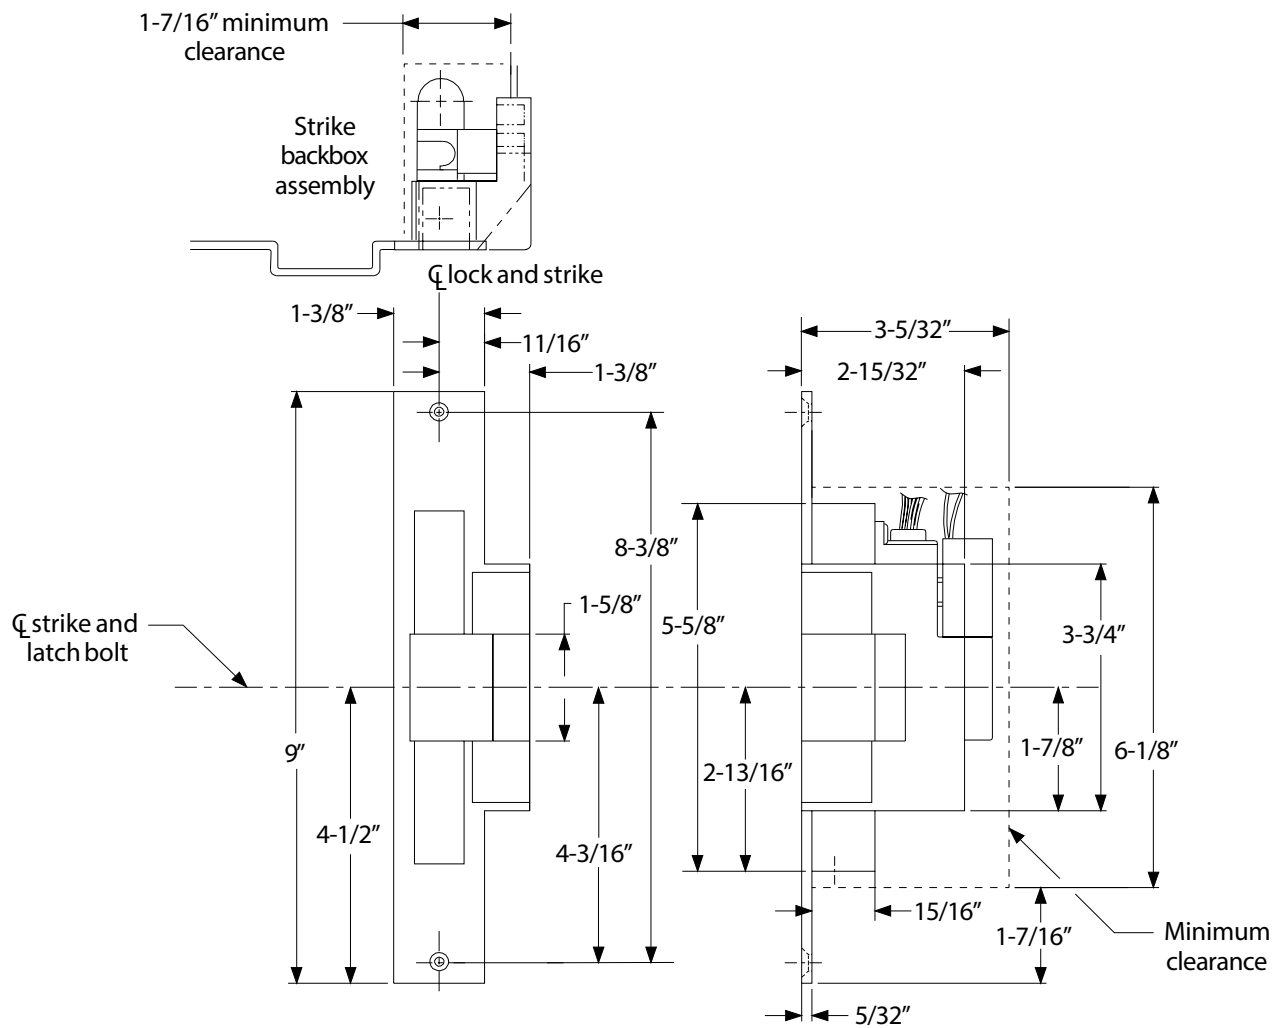 1-7/16” minimum
clearance
Strike
backbox
assembly
℄ lock and strike
1-3/8”
11/16”
1-3/8”
3-5/32”
2-15/32”
8-3/8”
1-5/8”
5-5/8”
3-3/4”
℄ strike and
latch bolt
9”
2-13/16”
1-7/8”
6-1/8”
4-1/2”
4-3/16”
15/16”
1-7/16”
Minimum
clearance
5/32”